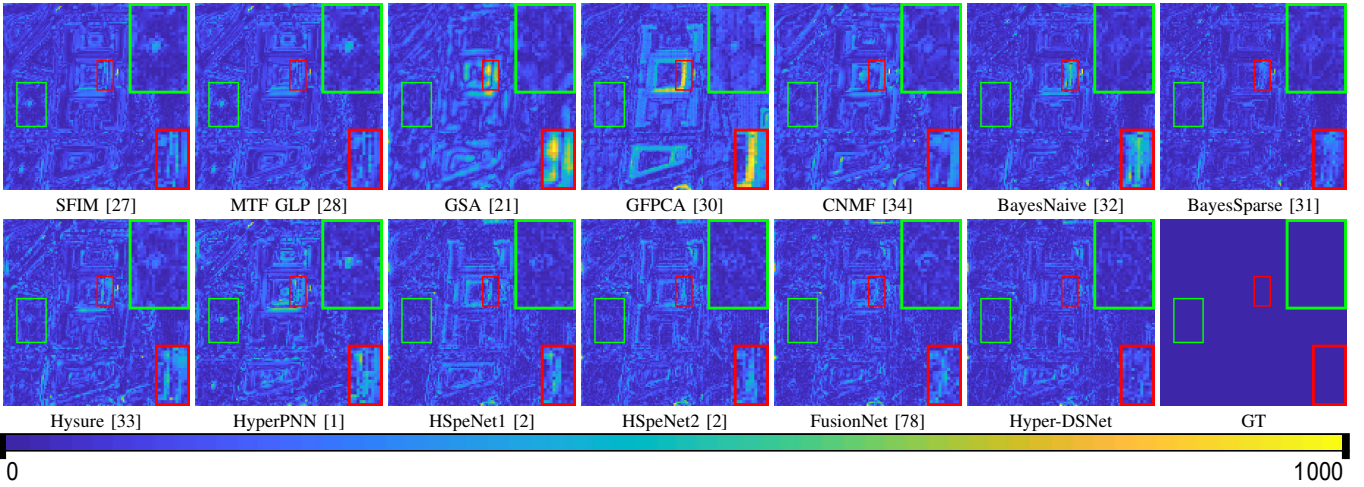 SFIM [27] MTF GLP [28] GSA [21] GFPCA [30] CNMF [34] BayesNaive [32] BayesSparse [31]
Hysure [33] HyperPNN [1] HSpeNet1 [2] HSpeNet2 [2] FusionNet [78] Hyper-DSNet GT
0 1000